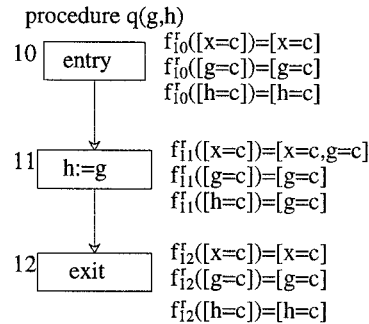 procedure q(g,h)
10 entry
f^r_10([x=c])=[x=c]
f^r_10([g=c])=[g=c]
f^r_10([h=c])=[h=c]
11 h:=g
f^r_11([x=c])=[x=c,g=c]
f^r_11([g=c])=[g=c]
f^r_11([h=c])=[g=c]
12 exit
f^r_12([x=c])=[x=c]
f^r_12([g=c])=[g=c]
f^r_12([h=c])=[h=c]